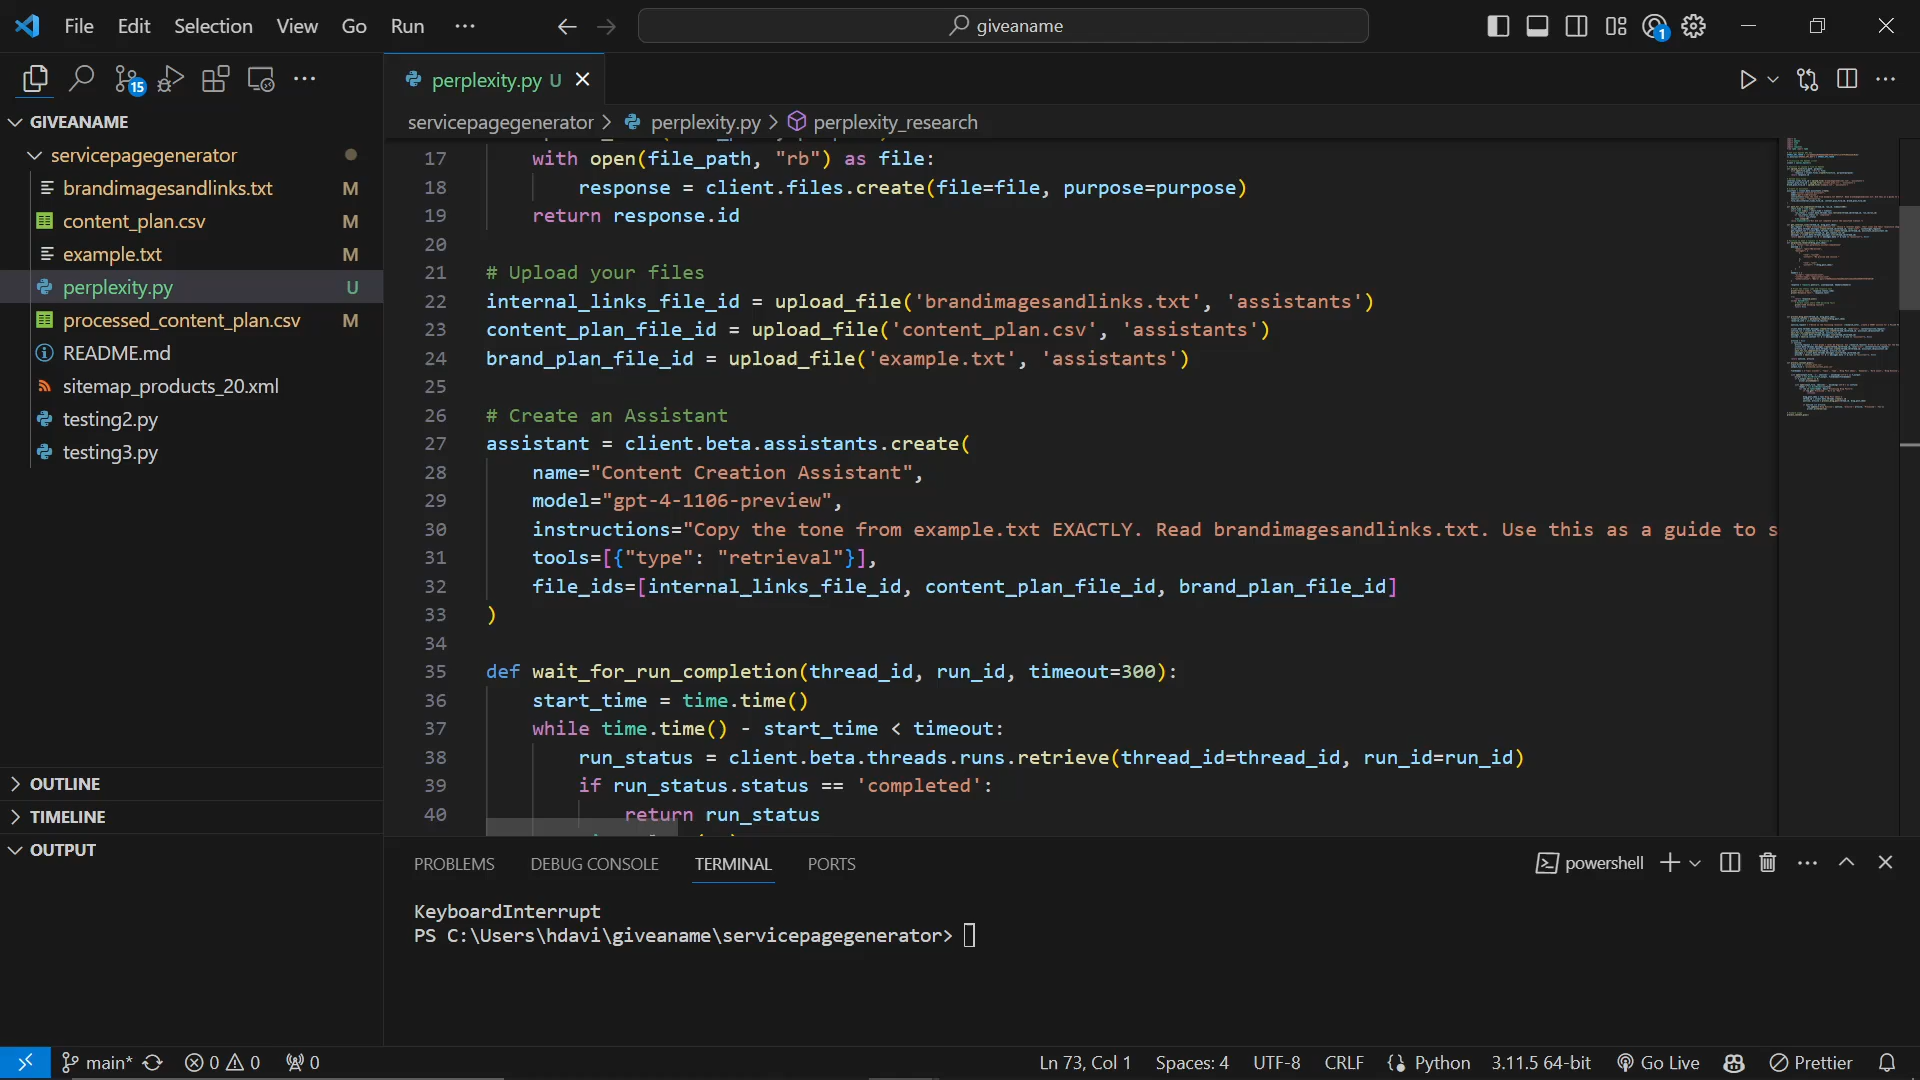 File Edit Selection View Go Run ···
giveaname
1
15
GIVEANAME
servicepagegenerator
brandimagesandlinks.txt M
content_plan.csv M
example.txt M
perplexity.py U
processed_content_plan.csv M
README.md
sitemap_products_20.xml
testing2.py
testing3.py
OUTLINE
TIMELINE
OUTPUT
perplexity.py U
servicepagegenerator > perplexity.py > perplexity_research
17 with open(file_path, "rb") as file:
18 response = client.files.create(file=file, purpose=purpose)
19 return response.id
20
21 # Upload your files
22 internal_links_file_id = upload_file('brandimagesandlinks.txt', 'assistants')
23 content_plan_file_id = upload_file('content_plan.csv', 'assistants')
24 brand_plan_file_id = upload_file('example.txt', 'assistants')
25
26 # Create an Assistant
27 assistant = client.beta.assistants.create(
28 name="Content Creation Assistant",
29 model="gpt-4-1106-preview",
30 instructions="Copy the tone from example.txt EXACTLY. Read brandimagesandlinks.txt. Use this as a guide to s
31 tools=[{"type": "retrieval"}],
32 file_ids=[internal_links_file_id, content_plan_file_id, brand_plan_file_id]
33 )
34
35 def wait_for_run_completion(thread_id, run_id, timeout=300):
36 start_time = time.time()
37 while time.time() - start_time < timeout:
38 run_status = client.beta.threads.runs.retrieve(thread_id=thread_id, run_id=run_id)
39 if run_status.status == 'completed':
40 return run_status
PROBLEMS DEBUG CONSOLE TERMINAL PORTS
powershell
KeyboardInterrupt
PS C:\Users\hdavi\giveaname\servicepagegenerator>
main* 0 0 0
Ln 73, Col 1 Spaces: 4 UTF-8 CRLF Python 3.11.5 64-bit Go Live Prettier